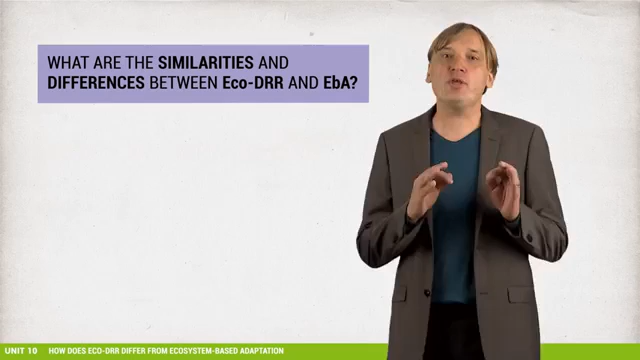 WHAT ARE THE SIMILARITIES AND
DIFFERENCES BETWEEN Eco-DRR AND EbA?
UNIT 10 HOW DOES ECO-DRR DIFFER FROM ECOSYSTEM-BASED ADAPTATION